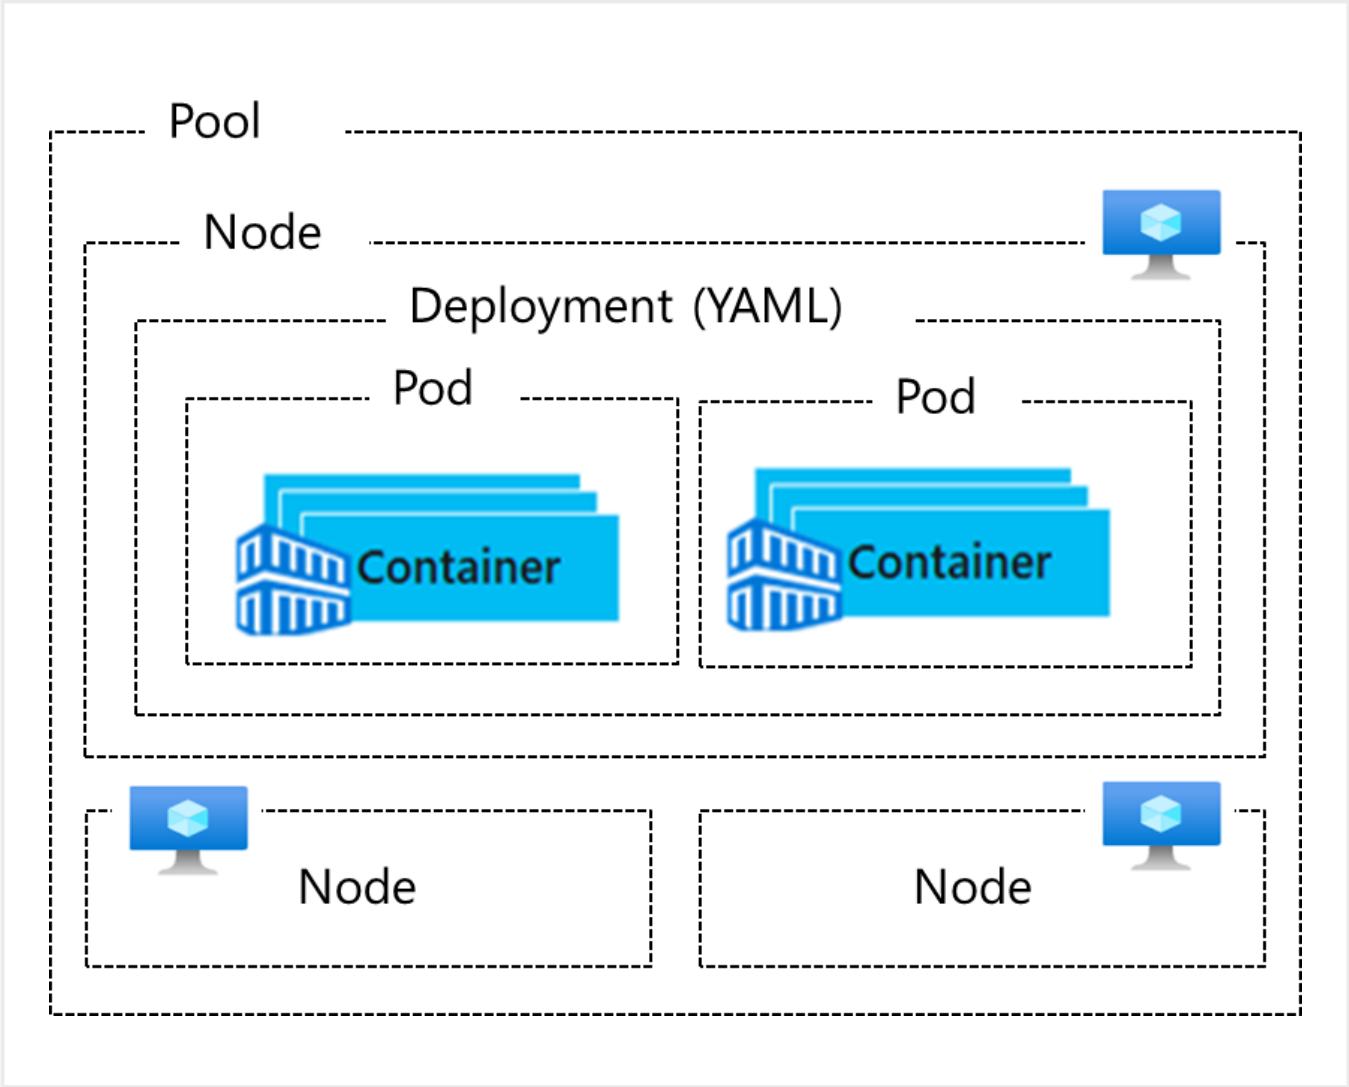 Pool
Node
Deployment (YAML)
Pod
Pod
Container
Container
Node
Node